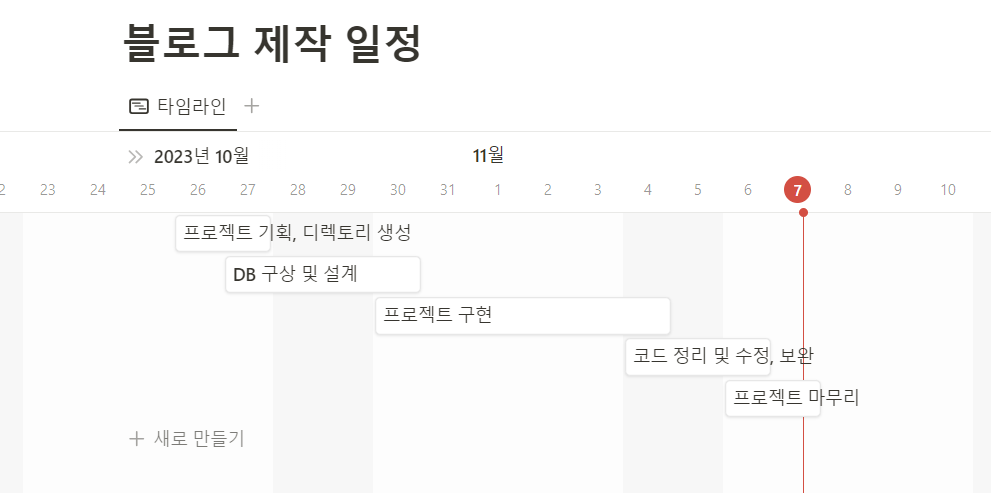 블로그 제작 일정
타임라인
2023년 10월 11월
23 24 25 26 27 28 29 30 31 1 2 3 4 5 6 7 8 9 10
프로젝트 기획, 디렉토리 생성
DB 구상 및 설계
프로젝트 구현
코드 정리 및 수정, 보완
프로젝트 마무리
새로 만들기